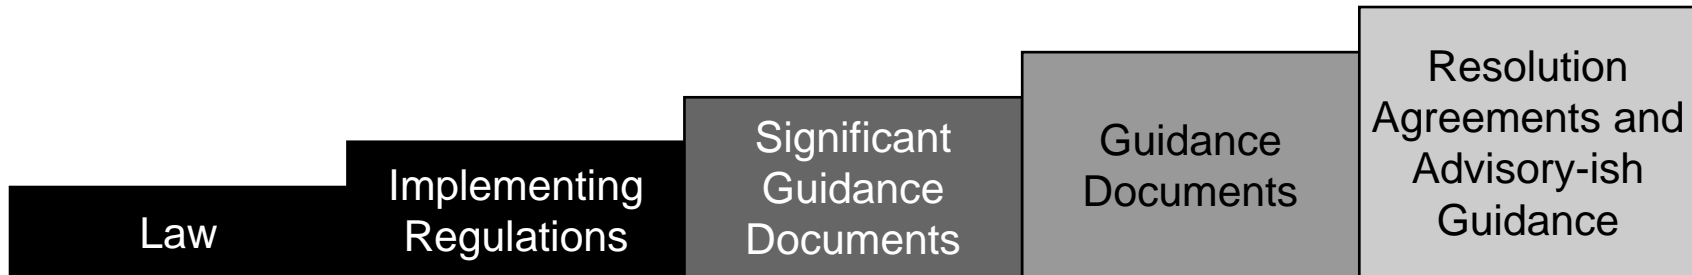 Law
Implementing
Regulations
Significant
Guidance
Documents
Guidance
Documents
Resolution
Agreements and
Advisory-ish
Guidance